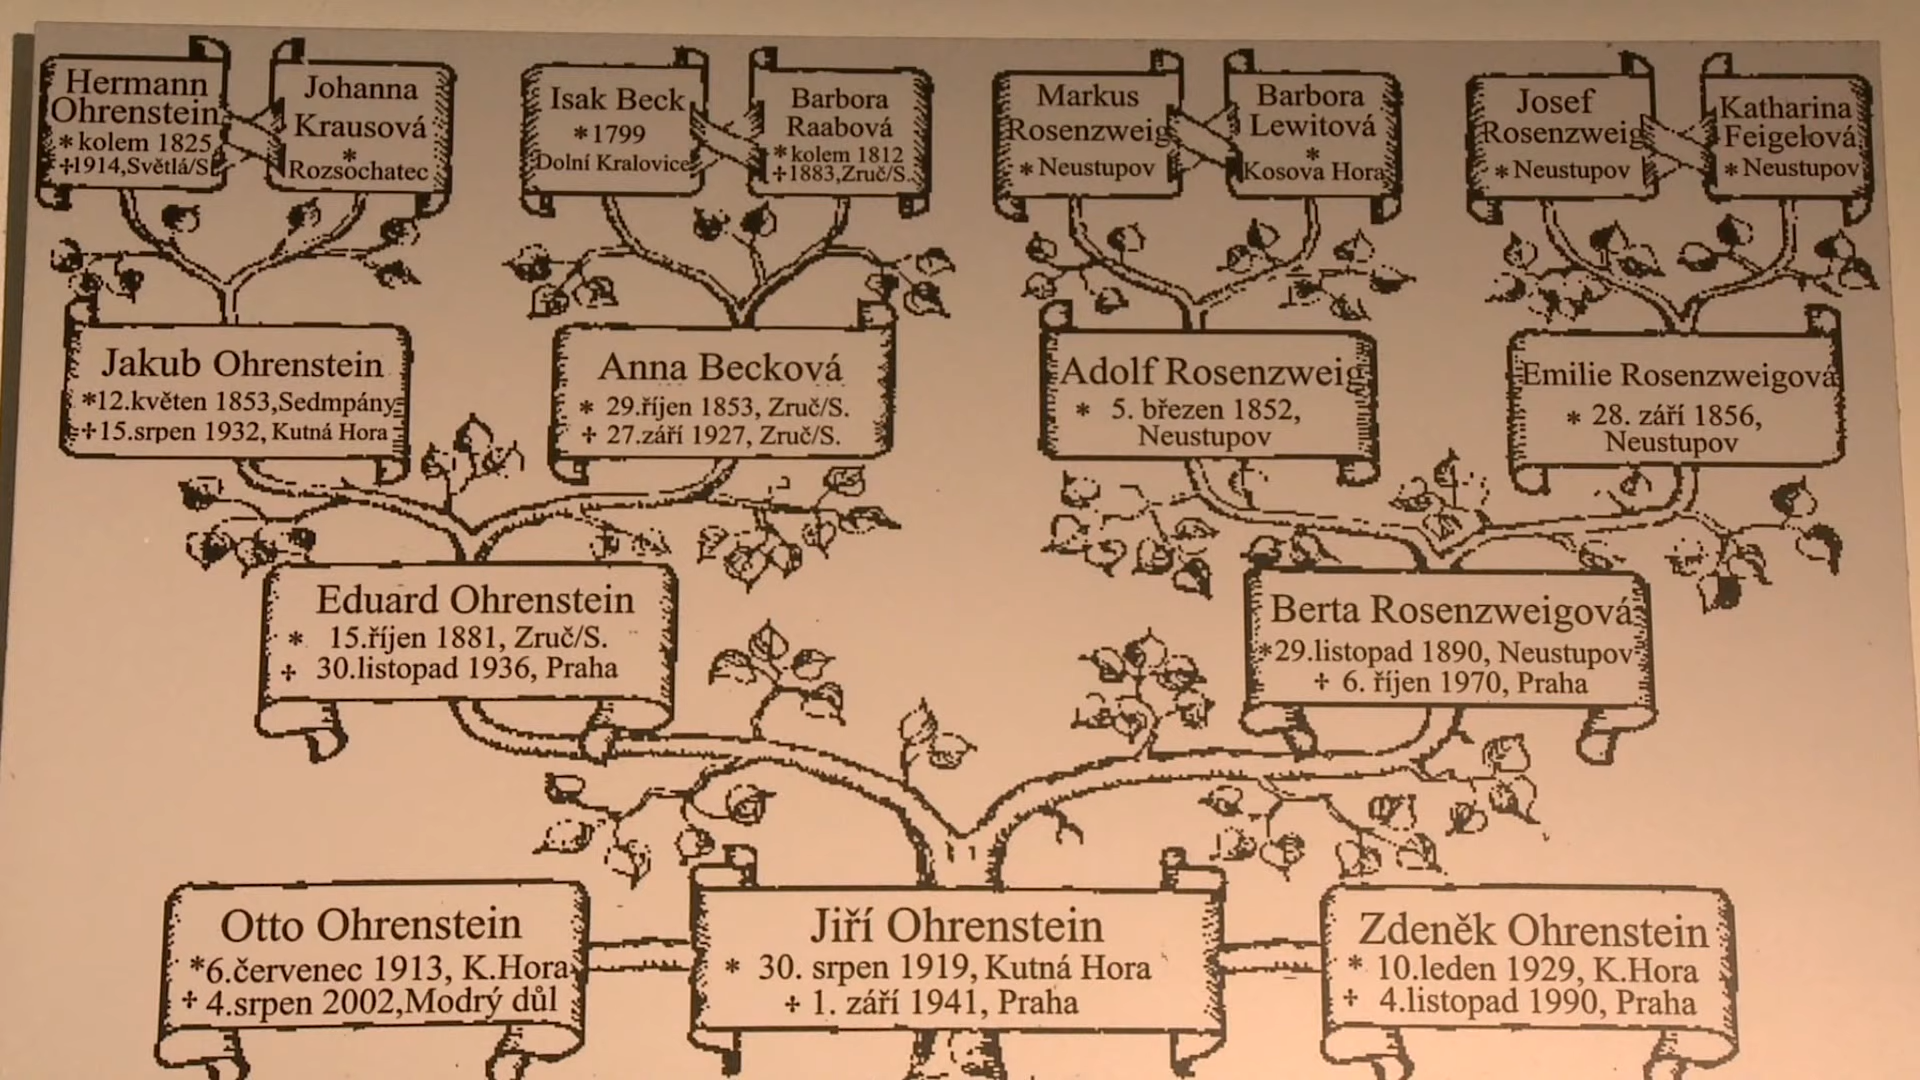 Hermann
Ohrenstein
*kolem 1825
✝1914,Světlá/S.
Johanna
Krausová
*
Rozsochatec
Isak Beck
*1799
Dolní Kralovice
Barbora
Raabová
*kolem 1812
✝1883,Zruč/S.
Markus
Rosenzweig
* Neustupov
Barbora
Lewitová
*
Kosova Hora
Josef
Rosenzweig
* Neustupov
Katharina
Feigelová
* Neustupov
Jakub Ohrenstein
*12.květen 1853,Sedmpány
✝15.srpen 1932, Kutná Hora
Anna Becková
* 29.říjen 1853, Zruč/S.
✝ 27.září 1927, Zruč/S.
Adolf Rosenzweig
* 5. březen 1852,
Neustupov
Emilie Rosenzweigová
* 28. září 1856,
Neustupov
Eduard Ohrenstein
* 15.říjen 1881, Zruč/S.
✝ 30.listopad 1936, Praha
Berta Rosenzweigová
*29.listopad 1890, Neustupov
✝ 6. říjen 1970, Praha
Otto Ohrenstein
*6.červenec 1913, K.Hora
✝ 4.srpen 2002,Modrý důl
Jiří Ohrenstein
* 30. srpen 1919, Kutná Hora
✝ 1. září 1941, Praha
Zdeněk Ohrenstein
* 10.leden 1929, K.Hora
✝ 4.listopad 1990, Praha